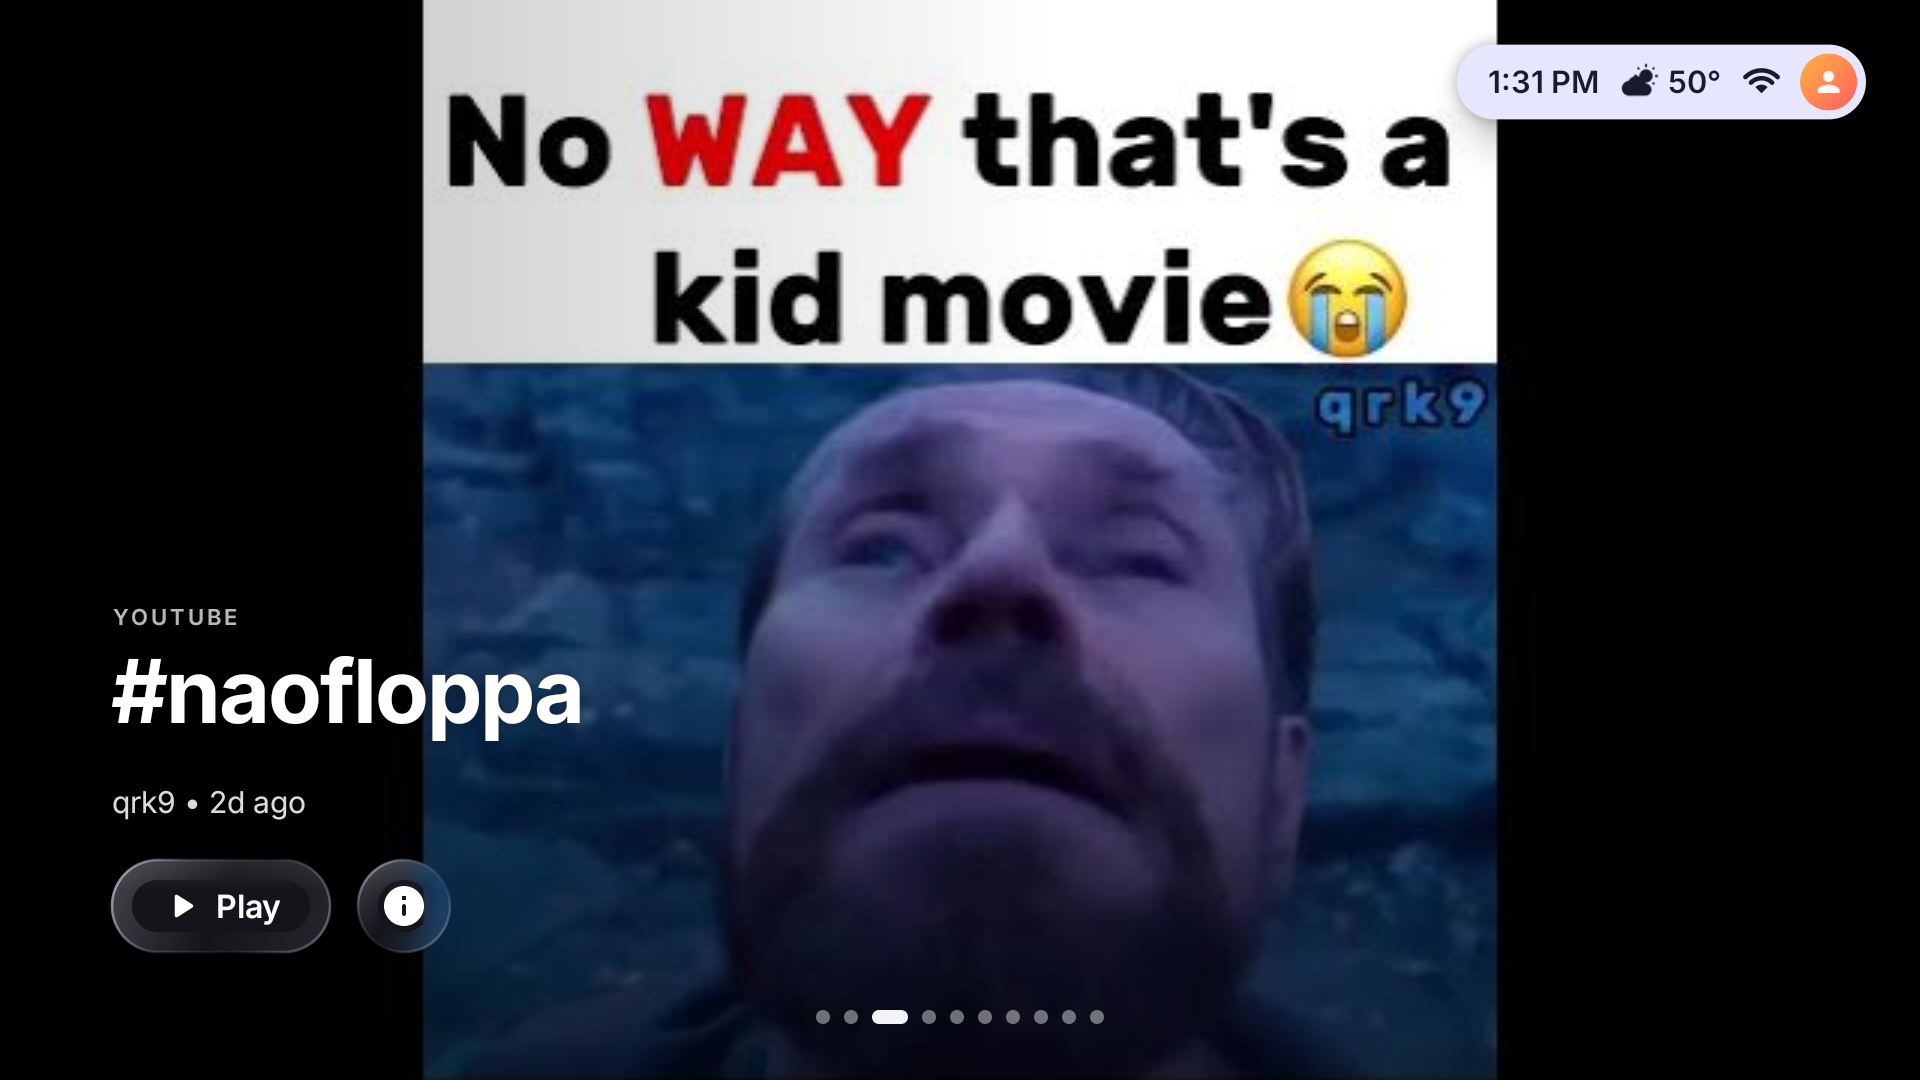 No WAY that's a
kid movie😭
1:31 PM 50°
qrk9
YOUTUBE
#naofloppa
qrk9 • 2d ago
Play